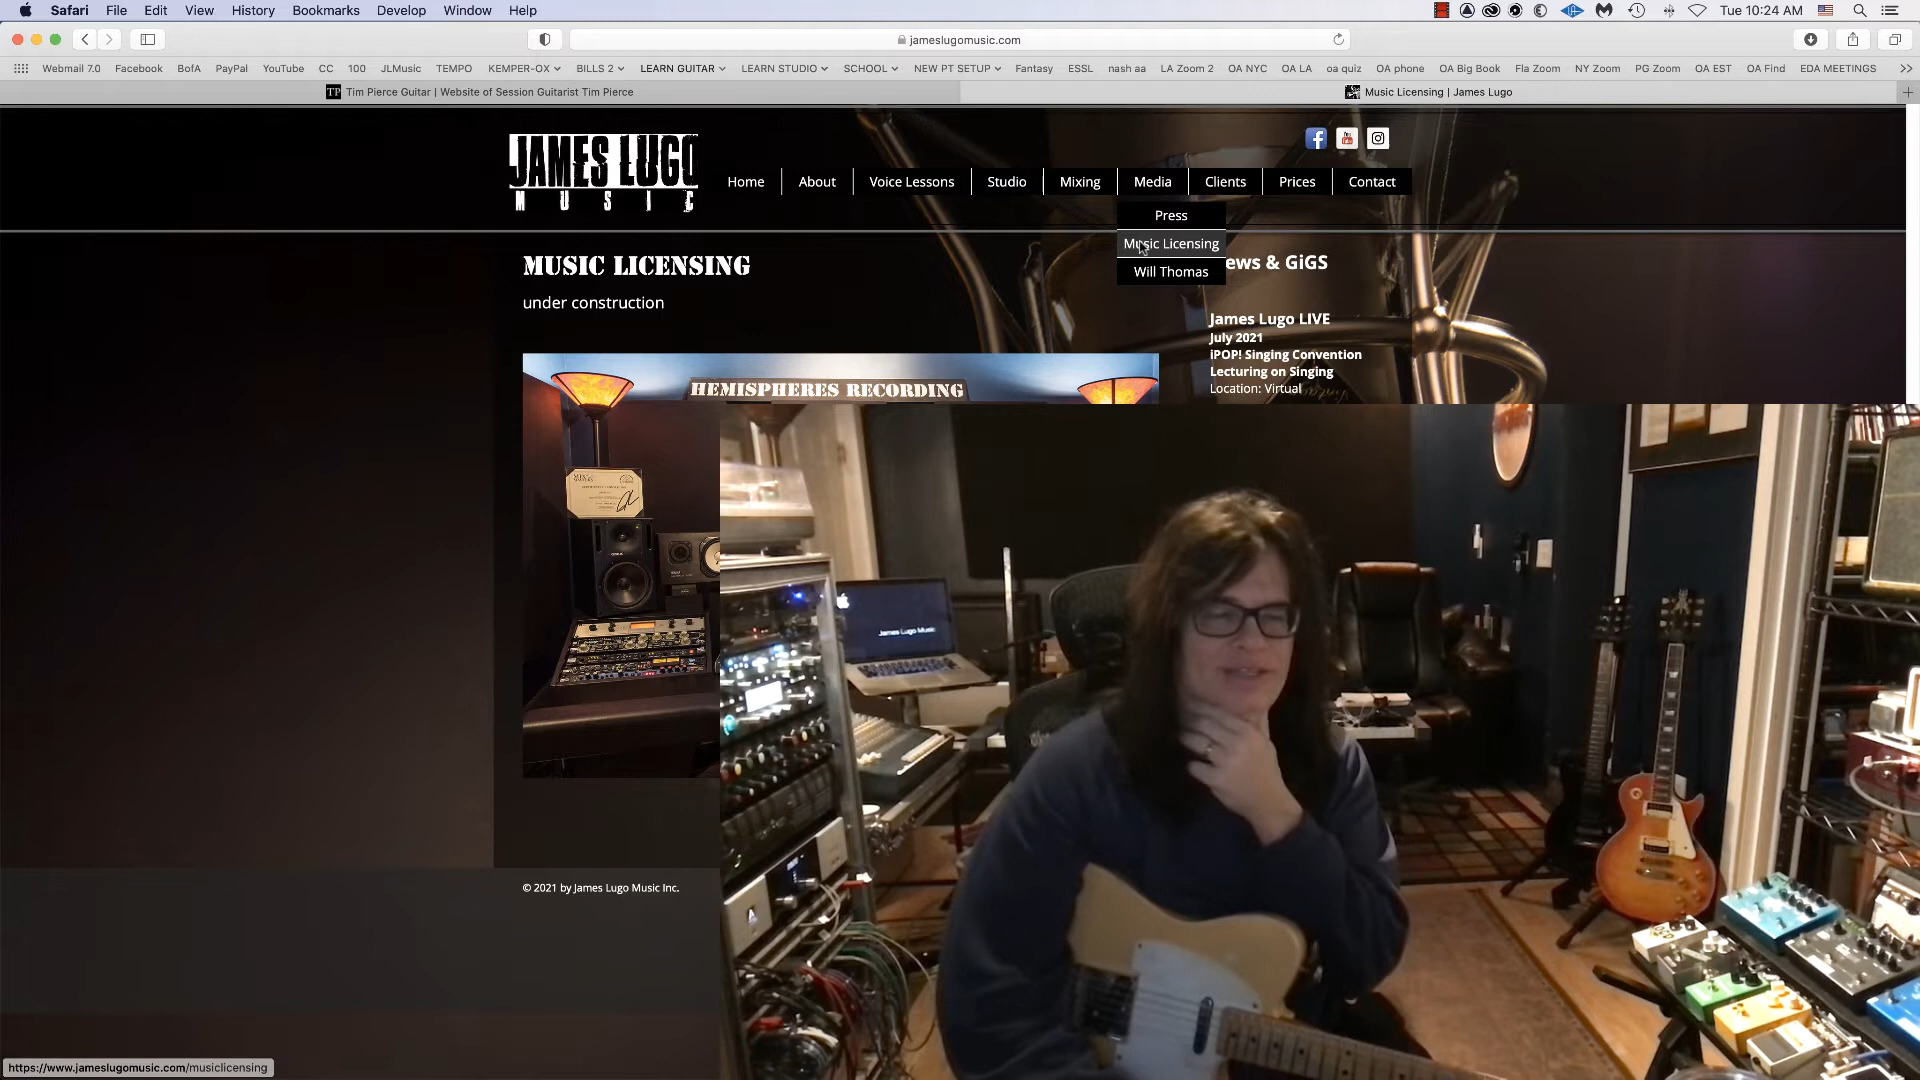 Safari File Edit View History Bookmarks Develop Window Help Tue 10:24 AM
jameslugomusic.com
Webmail 7.0 Facebook BofA PayPal YouTube CC 100 JLMusic TEMPO KEMPER-OX BILLS 2 LEARN GUITAR LEARN STUDIO SCHOOL NEW PT SETUP Fantasy ESSL nash aa LA Zoom 2 OA NYC OA LA oa quiz OA phone OA Big Book Fla Zoom NY Zoom PG Zoom OA EST OA Find EDA MEETINGS
TP Tim Pierce Guitar | Website of Session Guitarist Tim Pierce Music Licensing | James Lugo
JAMES LUGO
MUSIC
Home About Voice Lessons Studio Mixing Media Clients Prices Contact
Press
Music Licensing
Will Thomas
MUSIC LICENSING
under construction
ews & GiGS
James Lugo LIVE
July 2021
iPOP! Singing Convention
Lecturing on Singing
Location: Virtual
HEMISPHERES RECORDING
James Lugo Music
© 2021 by James Lugo Music Inc.
https://www.jameslugomusic.com/musiclicensing